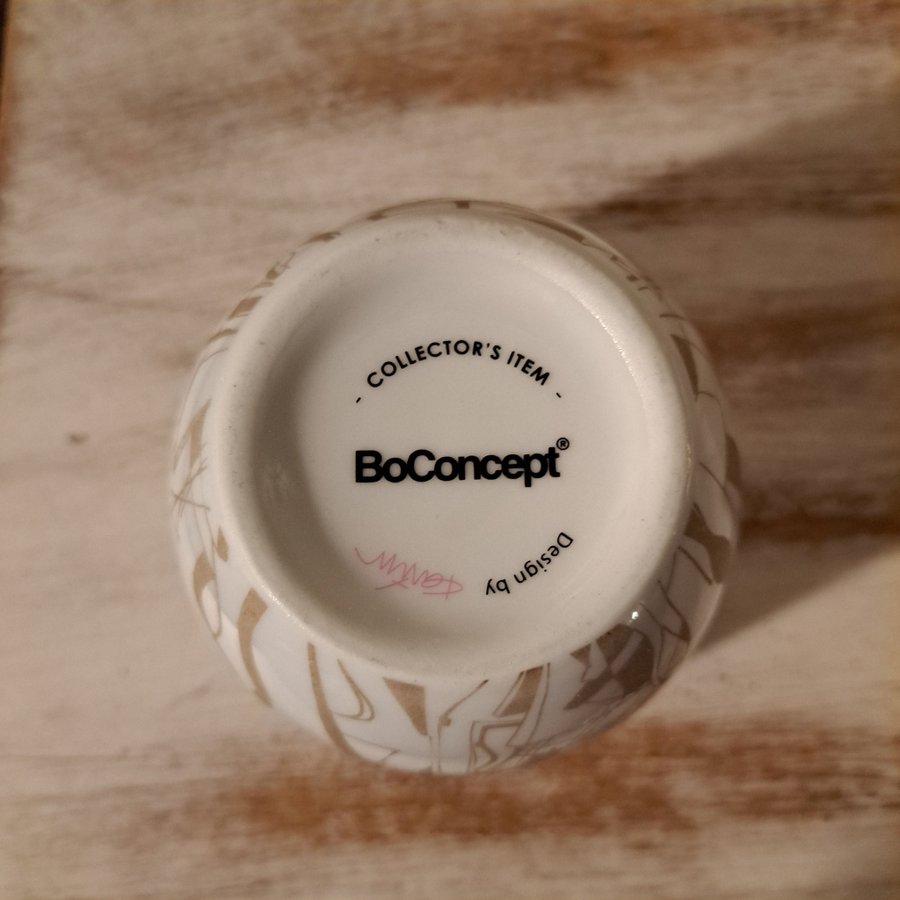 - COLLECTOR'S ITEM -
BoConcept®
Design by